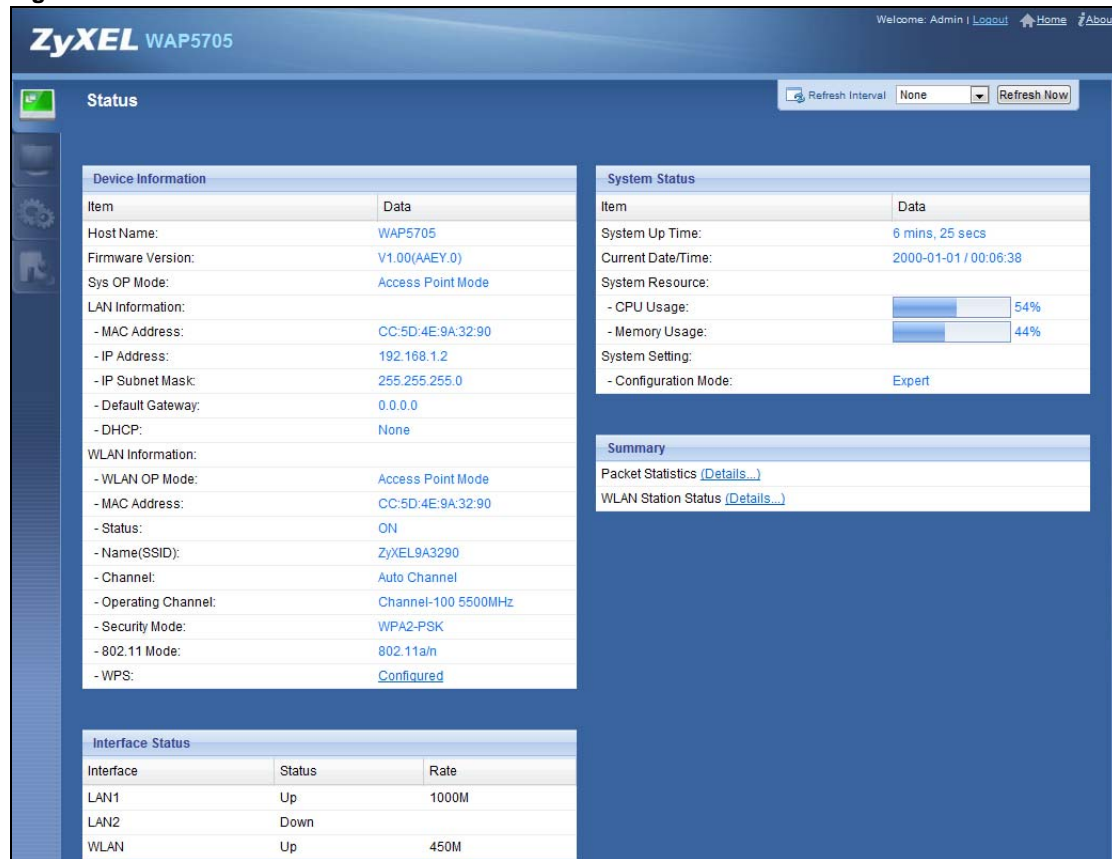 Welcome: Admin | Logout Home Abou
ZyXEL WAP5705
Status
Refresh Interval None Refresh Now
Device Information
Item Data
Host Name: WAP5705
Firmware Version: V1.00(AAEY.0)
Sys OP Mode: Access Point Mode
LAN Information:
- MAC Address: CC:5D:4E:9A:32:90
- IP Address: 192.168.1.2
- IP Subnet Mask: 255.255.255.0
- Default Gateway: 0.0.0.0
- DHCP: None
WLAN Information:
- WLAN OP Mode: Access Point Mode
- MAC Address: CC:5D:4E:9A:32:90
- Status: ON
- Name(SSID): ZyXEL9A3290
- Channel: Auto Channel
- Operating Channel: Channel-100 5500MHz
- Security Mode: WPA2-PSK
- 802.11 Mode: 802.11a/n
- WPS: Configured
Interface Status
Interface Status Rate
LAN1 Up 1000M
LAN2 Down
WLAN Up 450M
System Status
Item Data
System Up Time: 6 mins, 25 secs
Current Date/Time: 2000-01-01 / 00:06:38
System Resource:
- CPU Usage: 54%
- Memory Usage: 44%
System Setting:
- Configuration Mode: Expert
Summary
Packet Statistics (Details...)
WLAN Station Status (Details...)